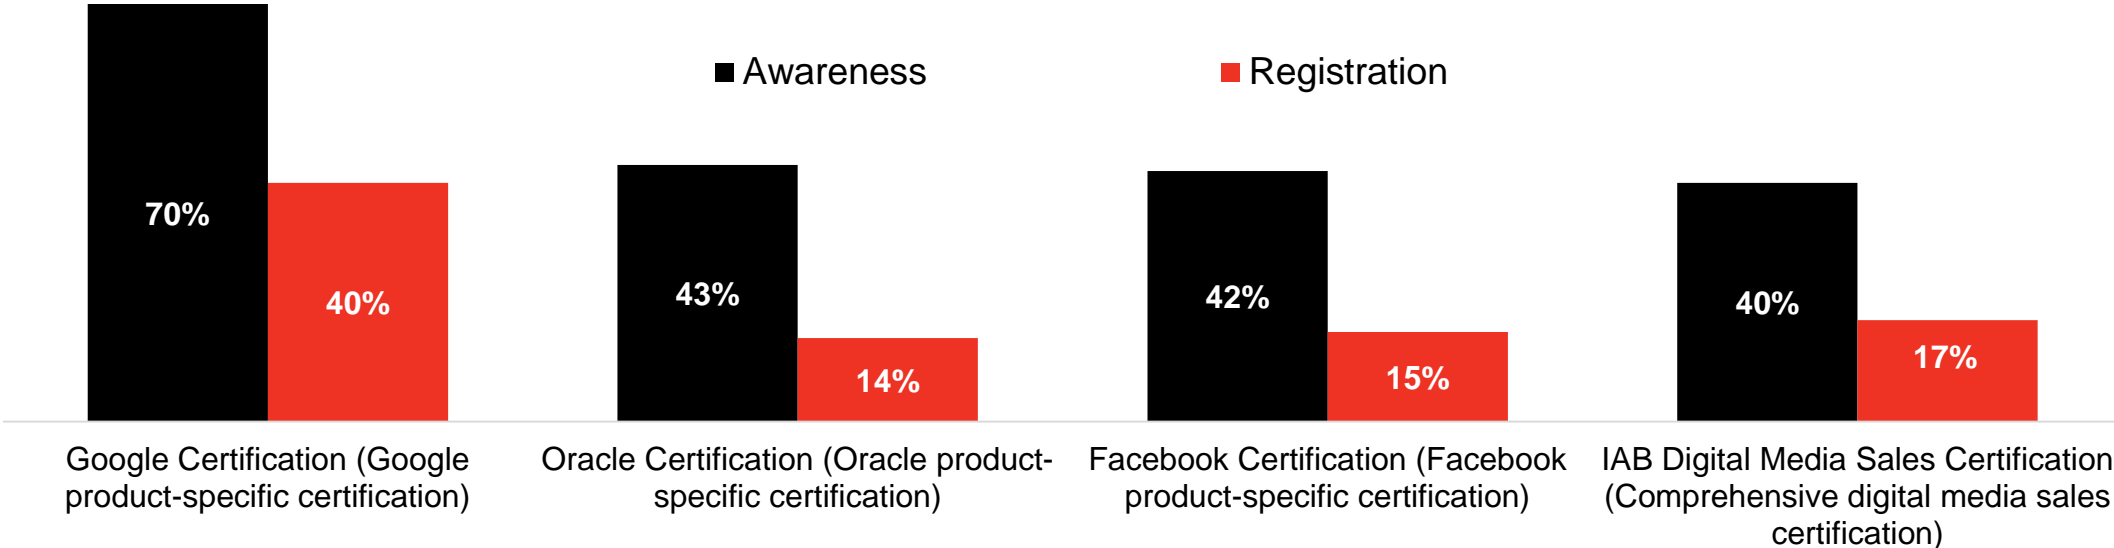 Awareness
Registration
70%
40%
43%
14%
42%
15%
40%
17%
Google Certification (Google
product-specific certification)
Oracle Certification (Oracle product-
specific certification)
Facebook Certification (Facebook
product-specific certification)
IAB Digital Media Sales Certification
(Comprehensive digital media sales
certification)